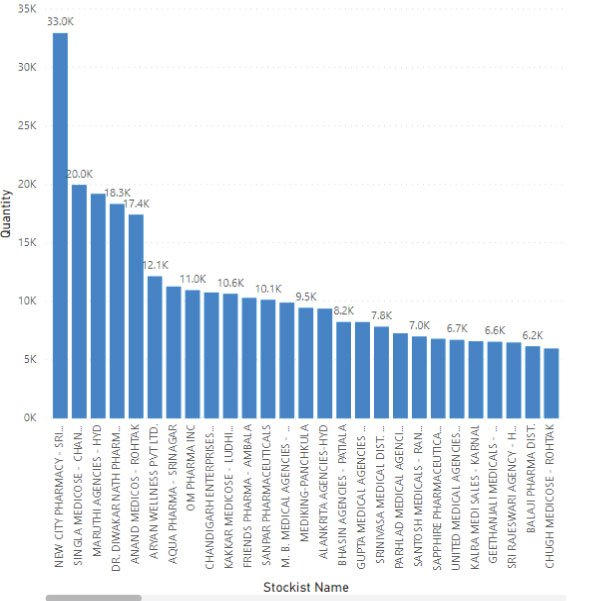 35K
33.0K
30K
25K
20K
20.0K
18.3K
17.4K
15K
12.1K
11.0K
10.6K
10.1K
10K
9.5K
8.2K
7.8K
7.0K
6.7K
6.6K
6.2K
5K
0K
Quantity
NEW CITY PHARMACY - SRI...
SINGLA MEDICOSE - CHAN...
MARUTHI AGENCIES - HYD
DR. DIWAKAR NATH PHARM...
ANAND MEDICOS - ROHTAK
ARYAN WELLNESS PVT LTD.
AQUA PHARMA - SRINAGAR
OM PHARMA INC
CHANDIGARH ENTERPRISES...
KAKKAR MEDICOSE - LUDHI...
FRIENDS PHARMA - AMBALA
SANPAR PHARMACEUTICALS
M. B. MEDICAL AGENCIES - ...
MEDIKING-PANCHKULA
ALANKRITA AGENCIES-HYD
BHASIN AGENCIES - PATIALA
GUPTA MEDICAL AGENCIES ...
SRINIVASA MEDICAL DIST. ...
PARHLAD MEDICAL AGENCI...
SANTOSH MEDICALS - RAN...
SAPPHIRE PHARMACEUTICA...
UNITED MEDICAL AGENCIES...
KALRA MEDI SALES - KARNAL
GEETHANJALI MEDICALS - ...
SRI RAJESWARI AGENCY - H...
BALAJI PHARMA DIST.
CHUGH MEDICOSE - ROHTAK
Stockist Name